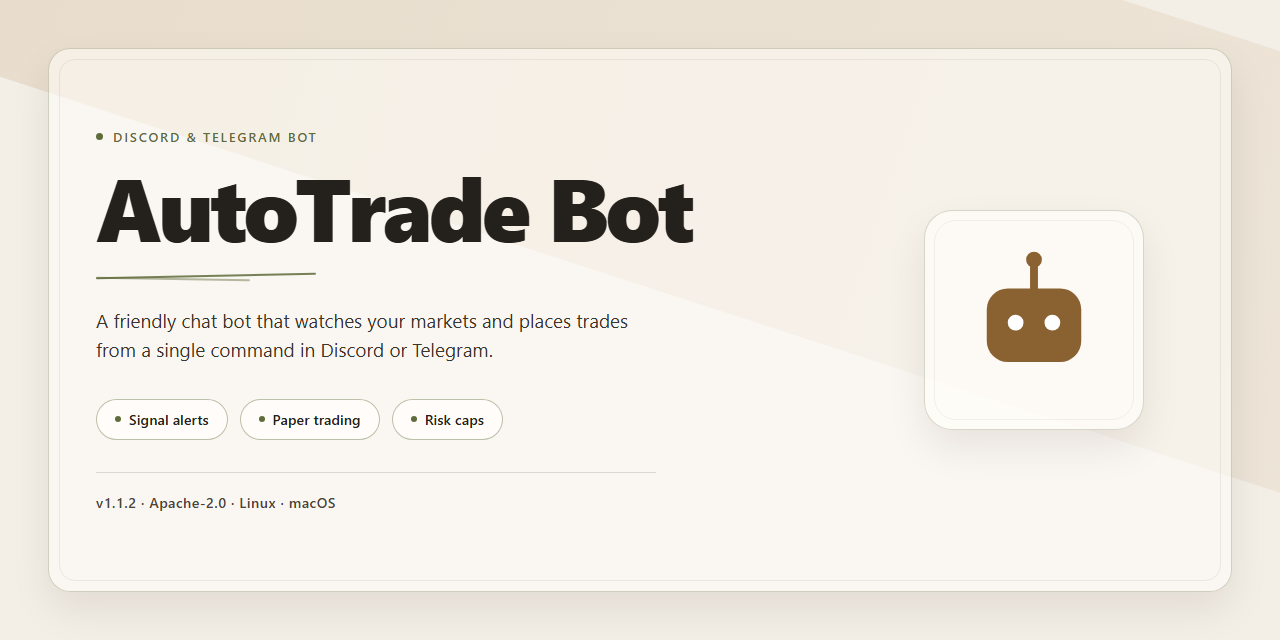 DISCORD & TELEGRAM BOT
AutoTrade Bot
A friendly chat bot that watches your markets and places trades
from a single command in Discord or Telegram.
Signal alerts
Paper trading
Risk caps
v1.1.2 · Apache-2.0 · Linux · macOS